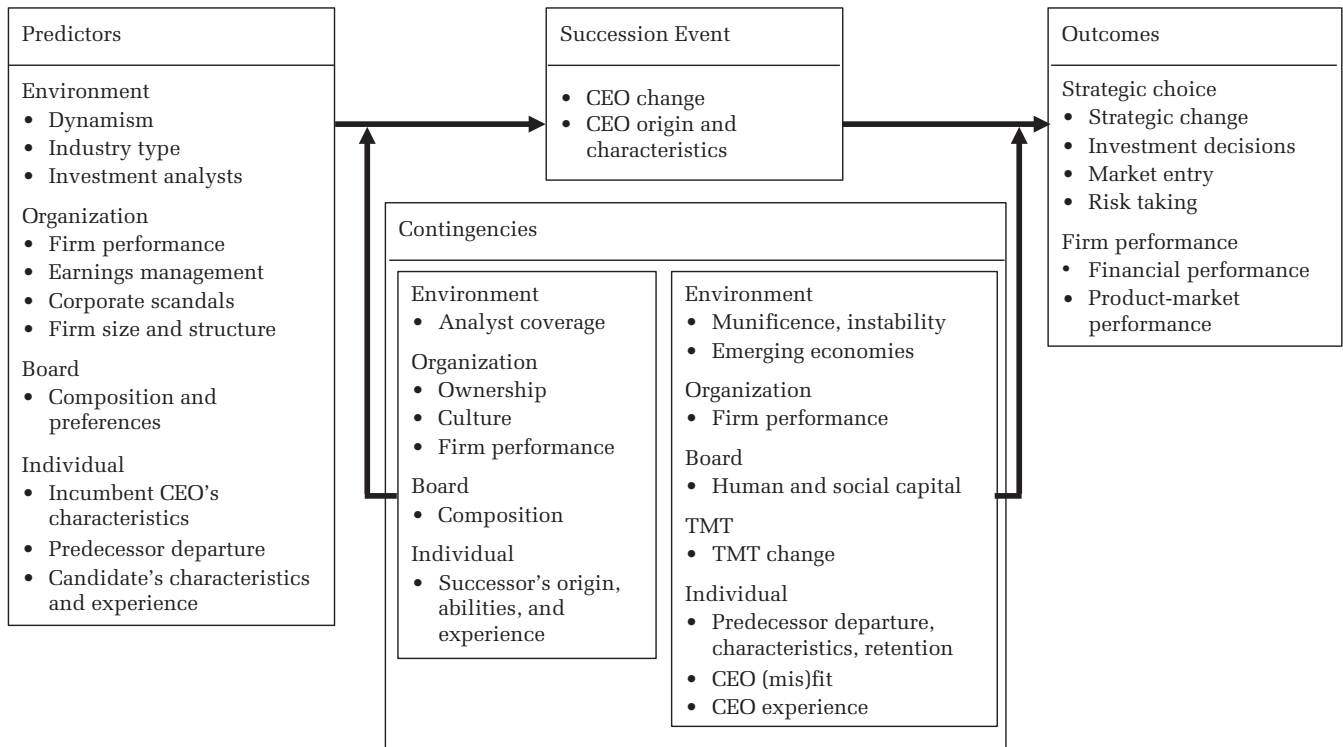 Predictors
Environment
• Dynamism
• Industry type
• Investment analysts
Organization
• Firm performance
• Earnings management
• Corporate scandals
• Firm size and structure
Board
• Composition and
preferences
Individual
• Incumbent CEO's
characteristics
• Predecessor departure
• Candidate's characteristics
and experience
Succession Event
• CEO change
• CEO origin and
characteristics
Contingencies
Environment
• Analyst coverage
Organization
• Ownership
• Culture
• Firm performance
Board
• Composition
Individual
• Successor's origin,
abilities, and
experience
Environment
• Munificence, instability
• Emerging economies
Organization
• Firm performance
Board
• Human and social capital
TMT
• TMT change
Individual
• Predecessor departure,
characteristics, retention
• CEO (mis)fit
• CEO experience
Outcomes
Strategic choice
• Strategic change
• Investment decisions
• Market entry
• Risk taking
Firm performance
• Financial performance
• Product-market
performance